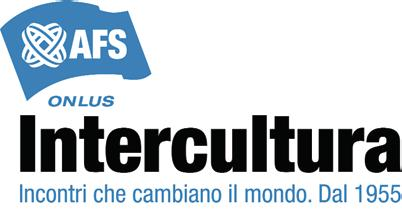 AFS
ONLUS
Intercultura
Incontri che cambiano il mondo. Dal 1955